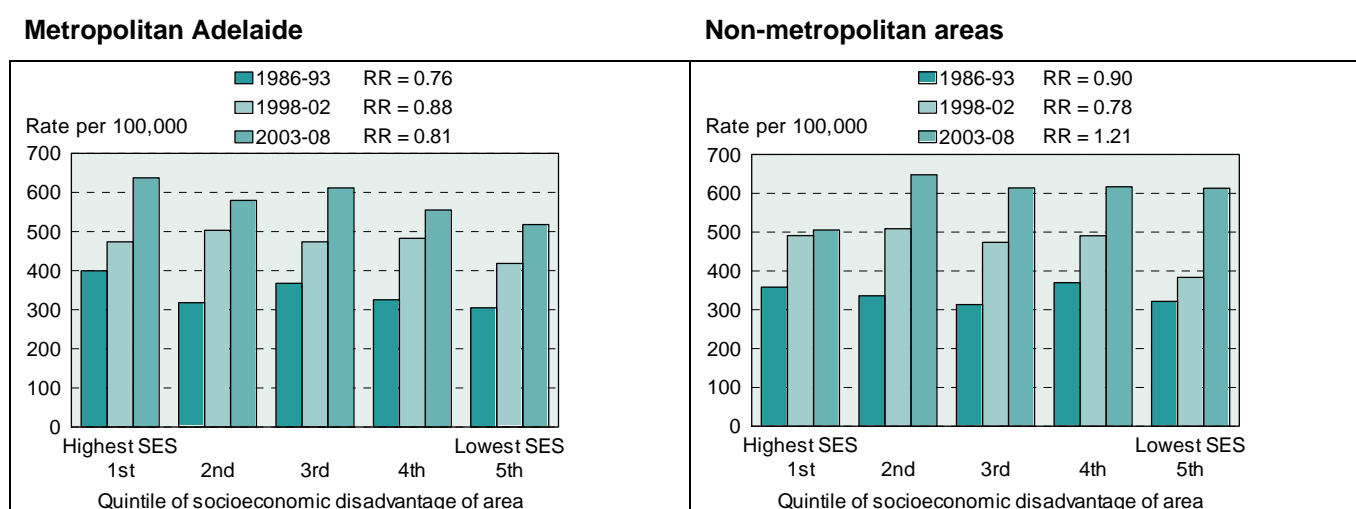 Metropolitan Adelaide
1986-93 RR = 0.76
1998-02 RR = 0.88
2003-08 RR = 0.81
Rate per 100,000
700
600
500
400
300
200
100
0
Highest SES Lowest SES
1st 2nd 3rd 4th 5th
Quintile of socioeconomic disadvantage of area
Non-metropolitan areas
1986-93 RR = 0.90
1998-02 RR = 0.78
2003-08 RR = 1.21
Rate per 100,000
700
600
500
400
300
200
100
0
Highest SES Lowest SES
1st 2nd 3rd 4th 5th
Quintile of socioeconomic disadvantage of area